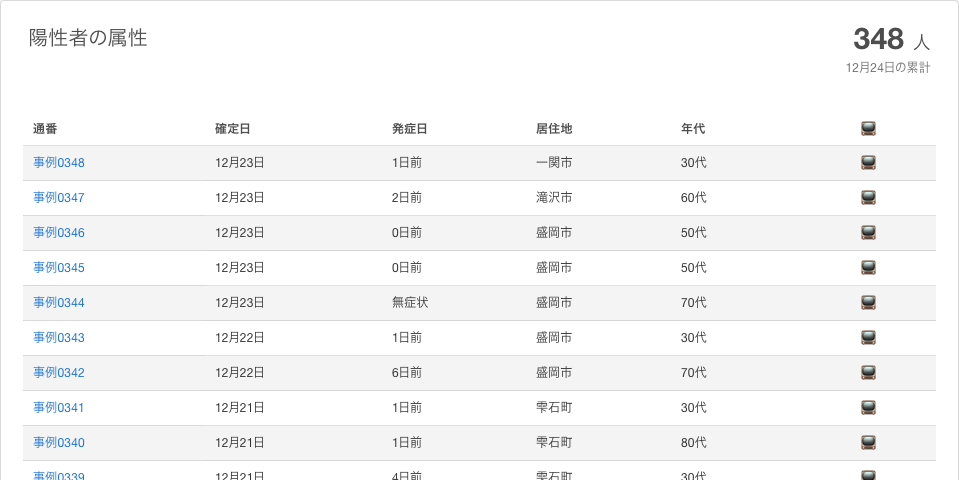 陽性者の属性
348 人
12月24日の累計
通番 確定日 発症日 居住地 年代
事例0348 12月23日 1日前 一関市 30代
事例0347 12月23日 2日前 滝沢市 60代
事例0346 12月23日 0日前 盛岡市 50代
事例0345 12月23日 0日前 盛岡市 50代
事例0344 12月23日 無症状 盛岡市 70代
事例0343 12月22日 1日前 盛岡市 30代
事例0342 12月22日 6日前 盛岡市 70代
事例0341 12月21日 1日前 雫石町 30代
事例0340 12月21日 1日前 雫石町 80代
事例0339 12月21日 4日前 雫石町 30代